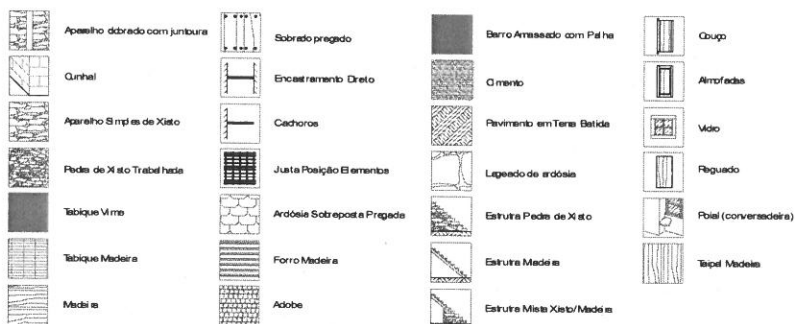 Aparelho dobrado com juntoura
Cunhal
Aparelho Simples de Xisto
Pedra de Xisto Trabalhada
Tabique Vime
Tabique Madeira
Madeira
Sobrado pregado
Encastramento Direto
Cachoros
Justa Posição Elementos
Ardósia Sobreposta Pregada
Forro Madeira
Adobe
Barro Amassado com Palha
Cimento
Pavimento em Terra Batida
Lageado de ardósia
Estrutra Pedra de Xisto
Estrutra Madeira
Estrutra Mista Xisto/Madeira
Couço
Almofadas
Vidro
Reguado
Poial (conversadeira)
Taipal Madeira